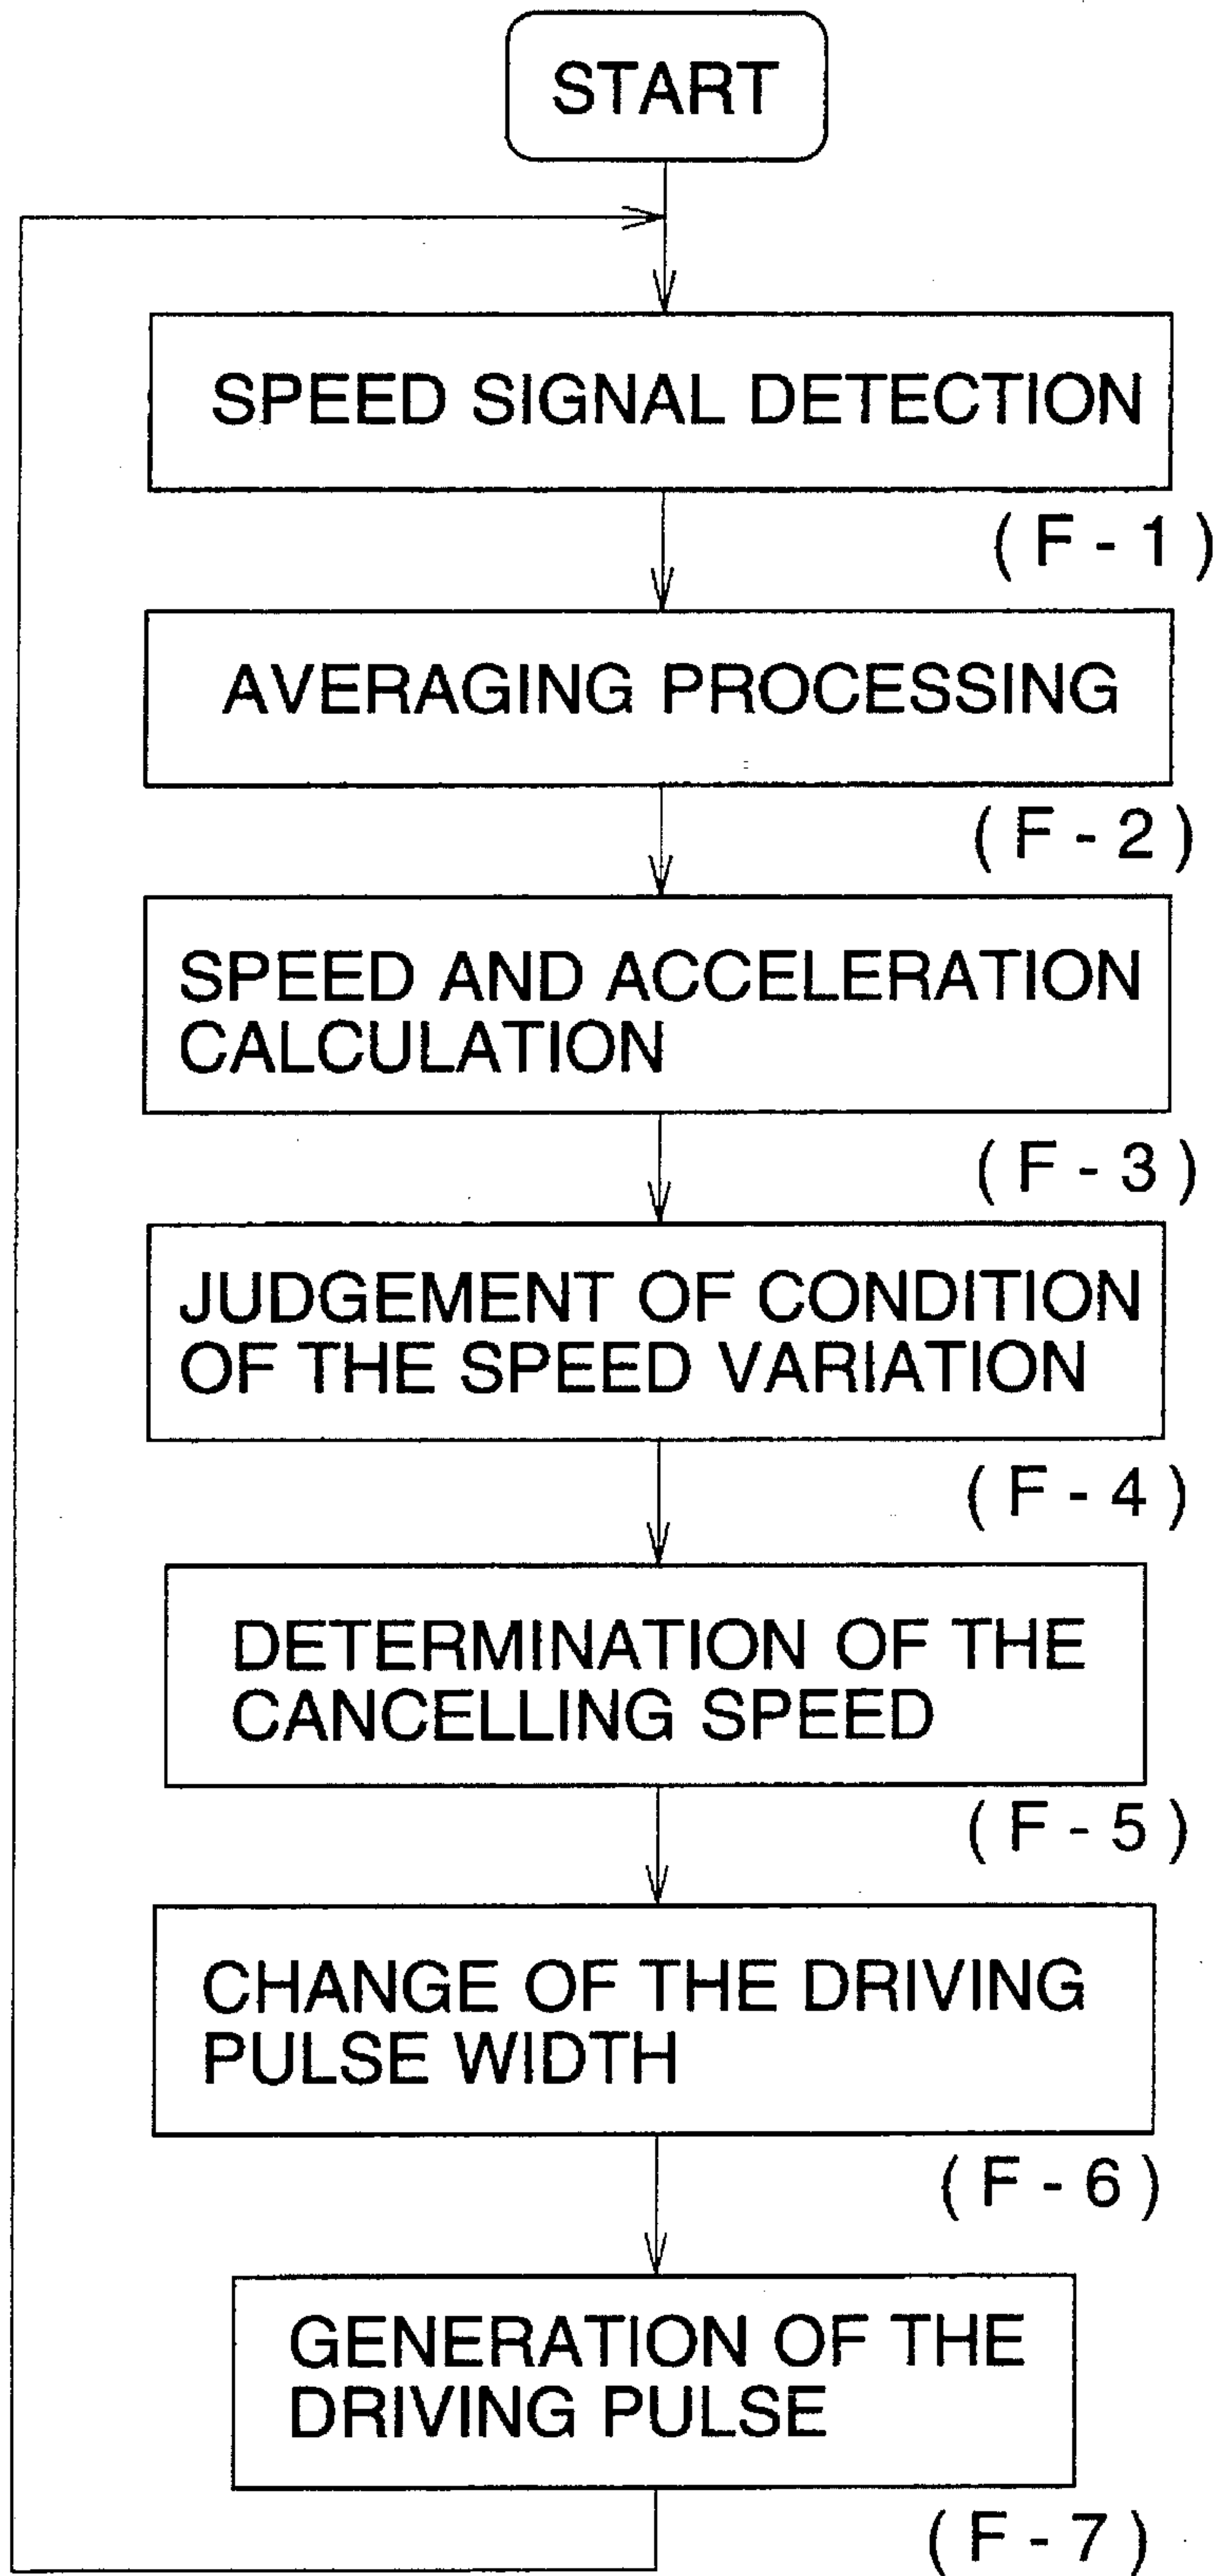 START
SPEED SIGNAL DETECTION
( F - 1 )
AVERAGING PROCESSING
( F - 2 )
SPEED AND ACCELERATION
CALCULATION
( F - 3 )
JUDGEMENT OF CONDITION
OF THE SPEED VARIATION
( F - 4 )
DETERMINATION OF THE
CANCELLING SPEED
( F - 5 )
CHANGE OF THE DRIVING
PULSE WIDTH
( F - 6 )
GENERATION OF THE
DRIVING PULSE
( F - 7 )